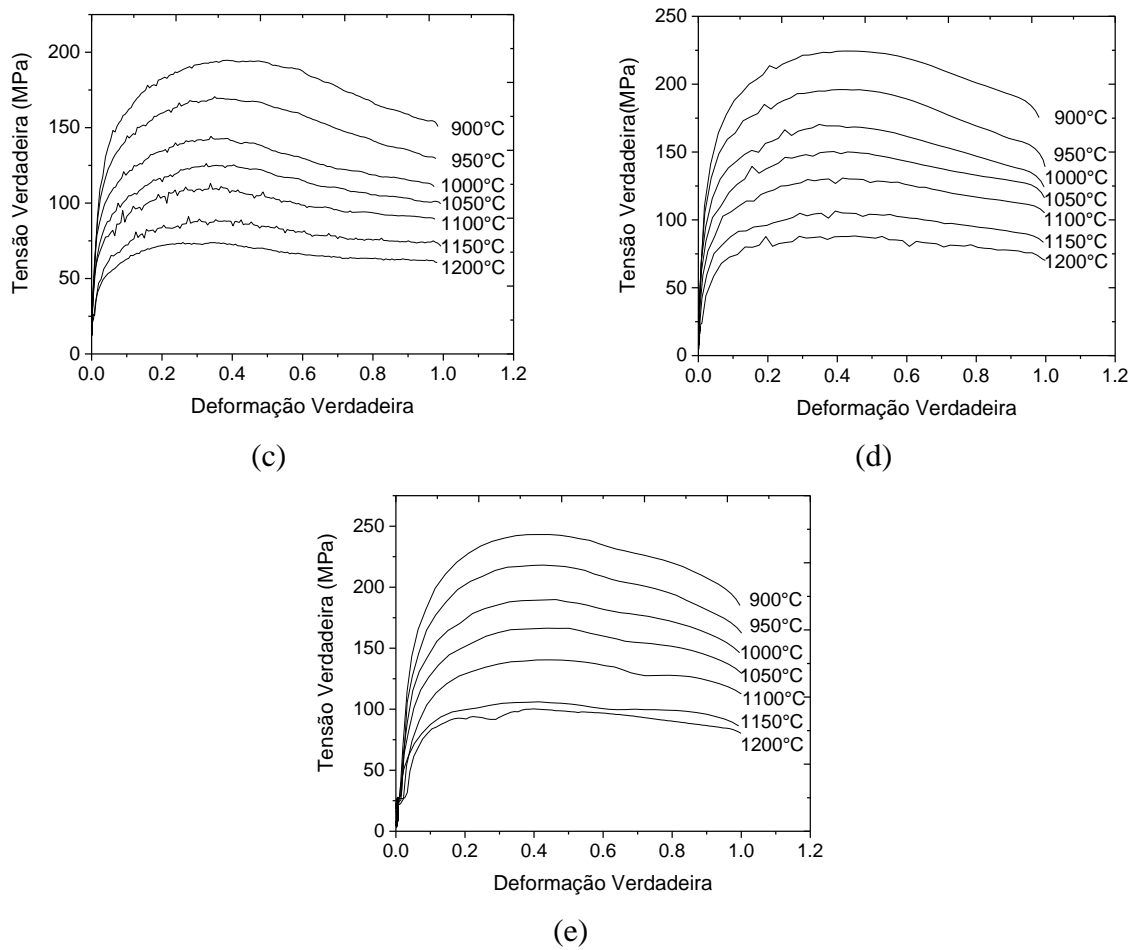 Tensão Verdadeira (MPa)
200
150
100
50
0
900°C
950°C
1000°C
1050°C
1100°C
1150°C
1200°C
0.0 0.2 0.4 0.6 0.8 1.0 1.2
Deformação Verdadeira
(c)
Tensão Verdadeira(MPa)
250
200
150
100
50
0
900°C
950°C
1000°C
1050°C
1100°C
1150°C
1200°C
0.0 0.2 0.4 0.6 0.8 1.0 1.2
Deformação Verdadeira
(d)
Tensão Verdadeira (MPa)
250
200
150
100
50
0
900°C
950°C
1000°C
1050°C
1100°C
1150°C
1200°C
0.0 0.2 0.4 0.6 0.8 1.0 1.2
Deformação Verdadeira
(e)